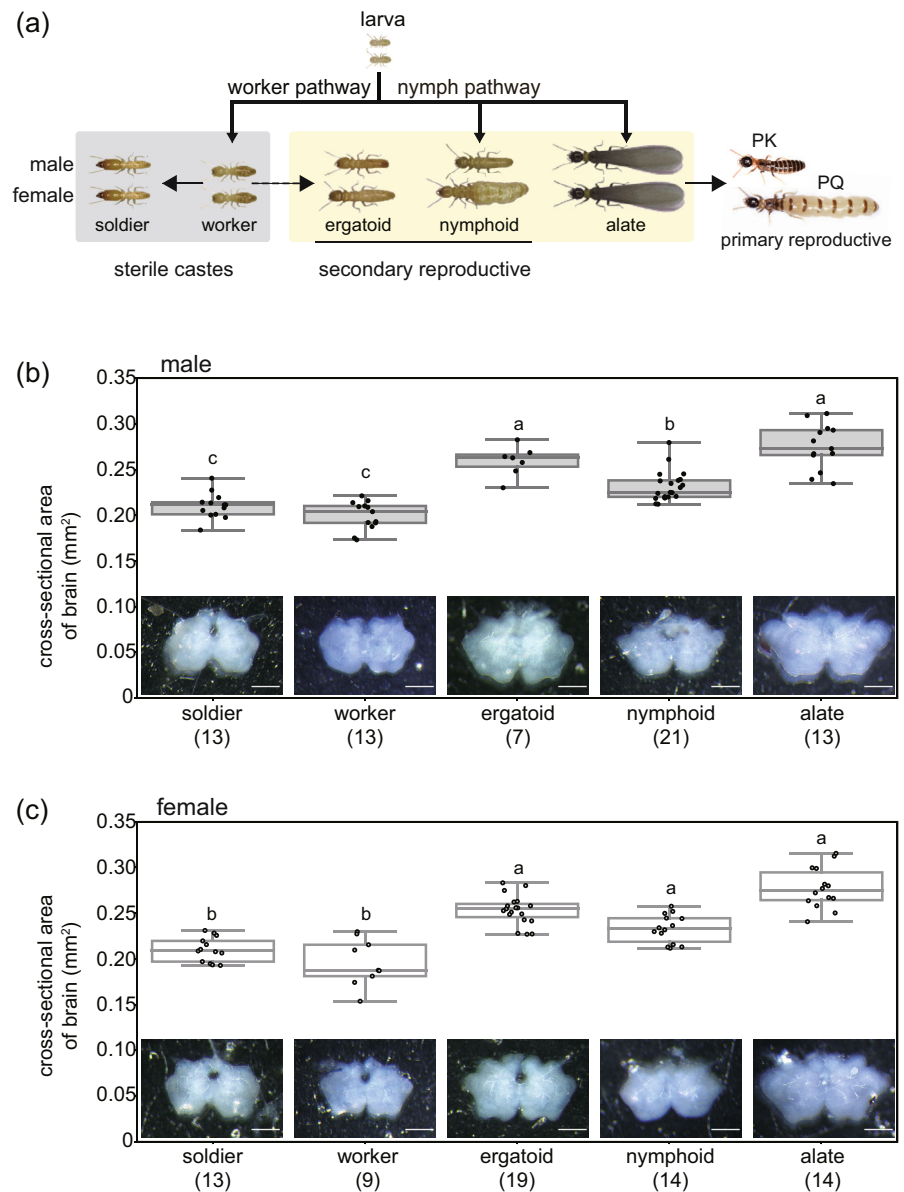 (a)
larva
worker pathway
nymph pathway
male
female
soldier
worker
ergatoid
nymphoid
alate
PK
PQ
primary reproductive
sterile castes
secondary reproductive
(b)
male
cross-sectional area
of brain (mm²)
0.35
0.30
0.25
0.20
0.15
0.10
0.05
0
c
c
a
b
a
soldier
worker
ergatoid
nymphoid
alate
(13)
(13)
(7)
(21)
(13)
(c)
female
cross-sectional area
of brain (mm²)
0.35
0.30
0.25
0.20
0.15
0.10
0.05
0
b
b
a
a
a
soldier
worker
ergatoid
nymphoid
alate
(13)
(9)
(19)
(14)
(14)